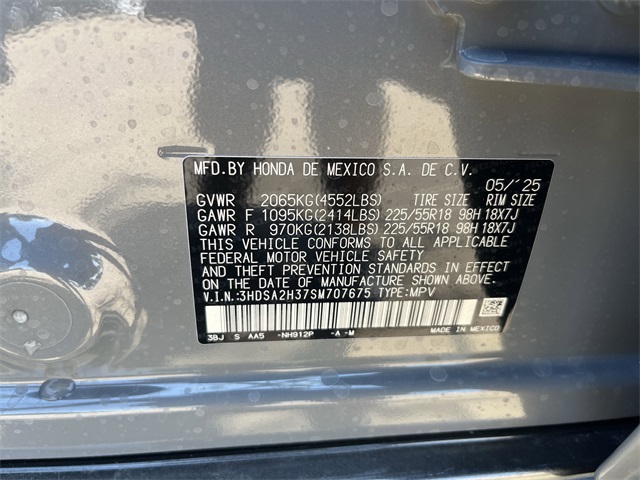 MFD.BY HONDA DE MEXICO S.A. DE C.V.
05/'25
GVWR 2065KG(4552LBS) TIRE SIZE RIM SIZE
GAWR F 1095KG(2414LBS) 225/55R18 98H 18X7J
GAWR R 970KG(2138LBS) 225/55R18 98H 18X7J
THIS VEHICLE CONFORMS TO ALL APPLICABLE
FEDERAL MOTOR VEHICLE SAFETY
AND THEFT PREVENTION STANDARDS IN EFFECT
ON THE DATE OF MANUFACTURE SHOWN ABOVE.
V.I.N.:3HDSA2H37SM707675 TYPE:MPV
3BJ S AA5 -NH912P -A -M MADE IN MEXICO